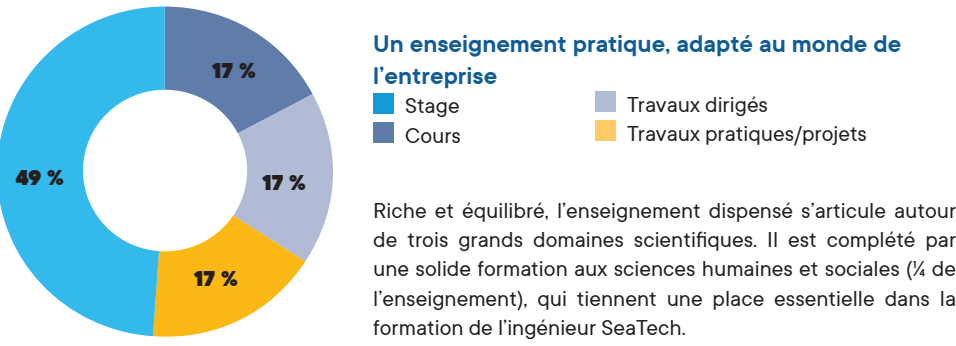 17 %
17 %
49 %
17 %
Un enseignement pratique, adapté au monde de
l'entreprise
Stage
Cours
Travaux dirigés
Travaux pratiques/projets
Riche et équilibré, l'enseignement dispensé s'articule autour
de trois grands domaines scientifiques. Il est complété par
une solide formation aux sciences humaines et sociales (¼ de
l'enseignement), qui tiennent une place essentielle dans la
formation de l'ingénieur SeaTech.